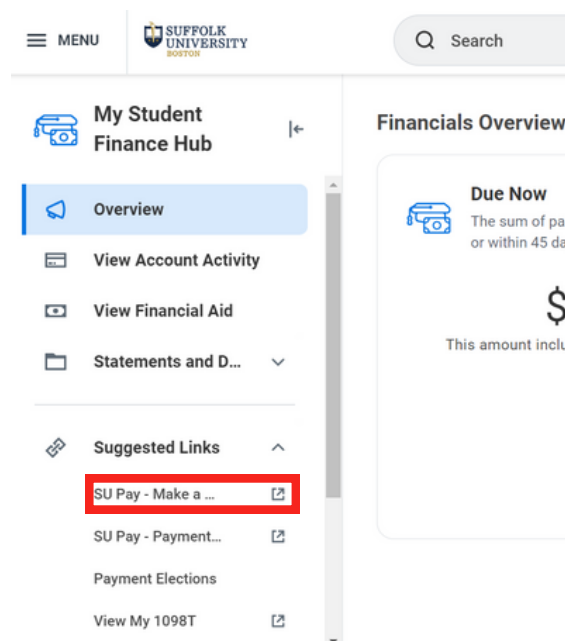 MENU
SUFFOLK
UNIVERSITY
BOSTON
Search
My Student
Finance Hub
Financials Overview
Overview
View Account Activity
View Financial Aid
Statements and D...
Suggested Links
SU Pay - Make a ...
SU Pay - Payment...
Payment Elections
View My 1098T
Due Now
The sum of pa
or within 45 da
$
This amount inclu